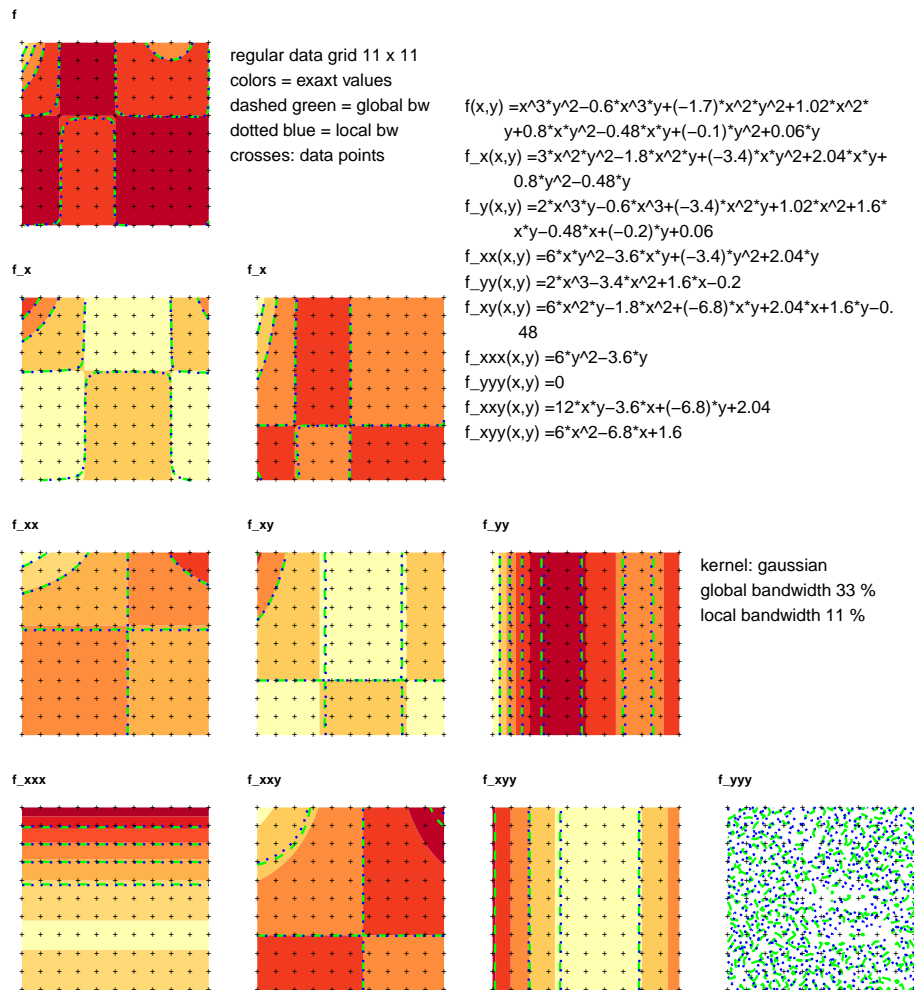 f
regular data grid 11 x 11
colors = exaxt values
dashed green = global bw
dotted blue = local bw
crosses: data points
f(x,y) =x^3*y^2−0.6*x^3*y+(−1.7)*x^2*y^2+1.02*x^2*
y+0.8*x*y^2−0.48*x*y+(−0.1)*y^2+0.06*y
f_x(x,y) =3*x^2*y^2−1.8*x^2*y+(−3.4)*x*y^2+2.04*x*y+
0.8*y^2−0.48*y
f_y(x,y) =2*x^3*y−0.6*x^3+(−3.4)*x^2*y+1.02*x^2+1.6*
x*y−0.48*x+(−0.2)*y+0.06
f_xx(x,y) =6*x*y^2−3.6*x*y+(−3.4)*y^2+2.04*y
f_yy(x,y) =2*x^3−3.4*x^2+1.6*x−0.2
f_xy(x,y) =6*x^2*y−1.8*x^2+(−6.8)*x*y+2.04*x+1.6*y−0.
48
f_xxx(x,y) =6*y^2−3.6*y
f_yyy(x,y) =0
f_xxy(x,y) =12*x*y−3.6*x+(−6.8)*y+2.04
f_xyy(x,y) =6*x^2−6.8*x+1.6
f_x
f_x
f_xx
f_xy
f_yy
kernel: gaussian
global bandwidth 33 %
local bandwidth 11 %
f_xxx
f_xxy
f_xyy
f_yyy